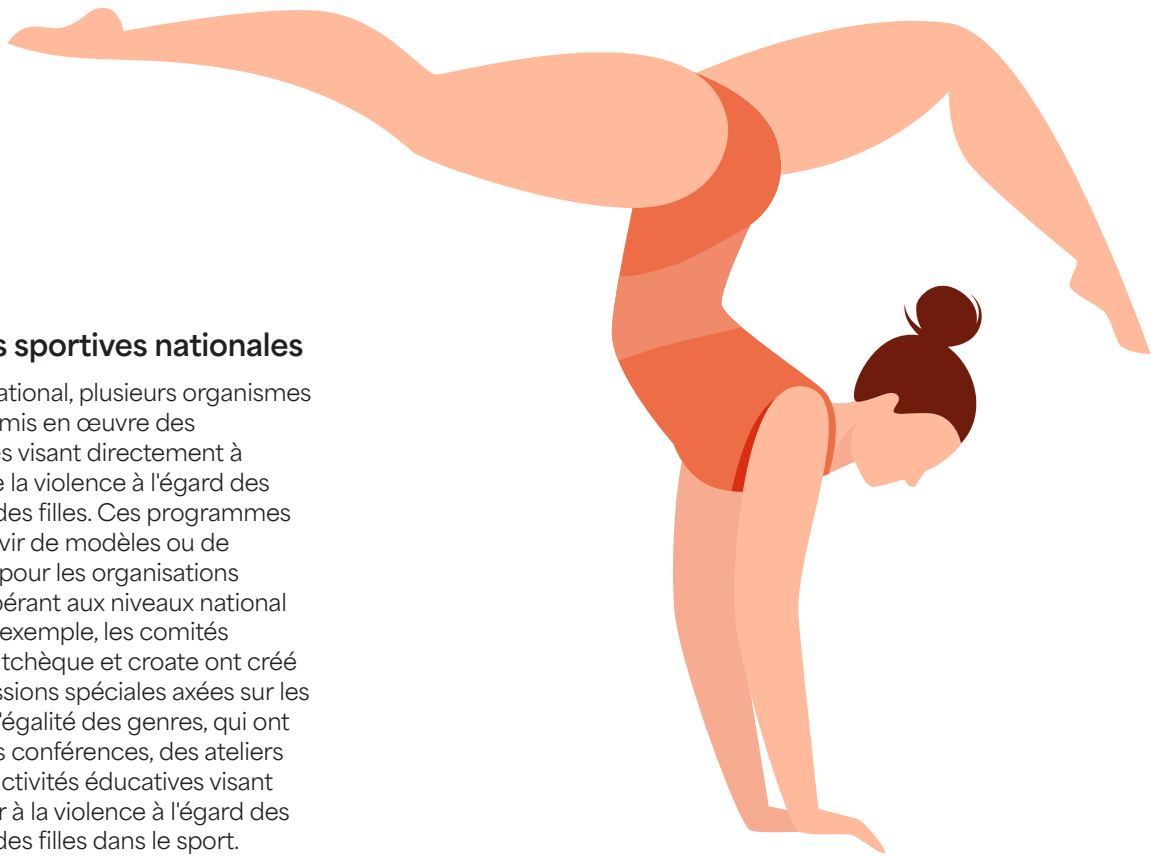 s sportives nationales
ational, plusieurs organismes
mis en œuvre des
s visant directement à
e la violence à l'égard des
des filles. Ces programmes
vir de modèles ou de
pour les organisations
pérant aux niveaux national
exemple, les comités
tchèque et croate ont créé
ssions spéciales axées sur les
l'égalité des genres, qui ont
s conférences, des ateliers
ctivités éducatives visant
r à la violence à l'égard des
des filles dans le sport.